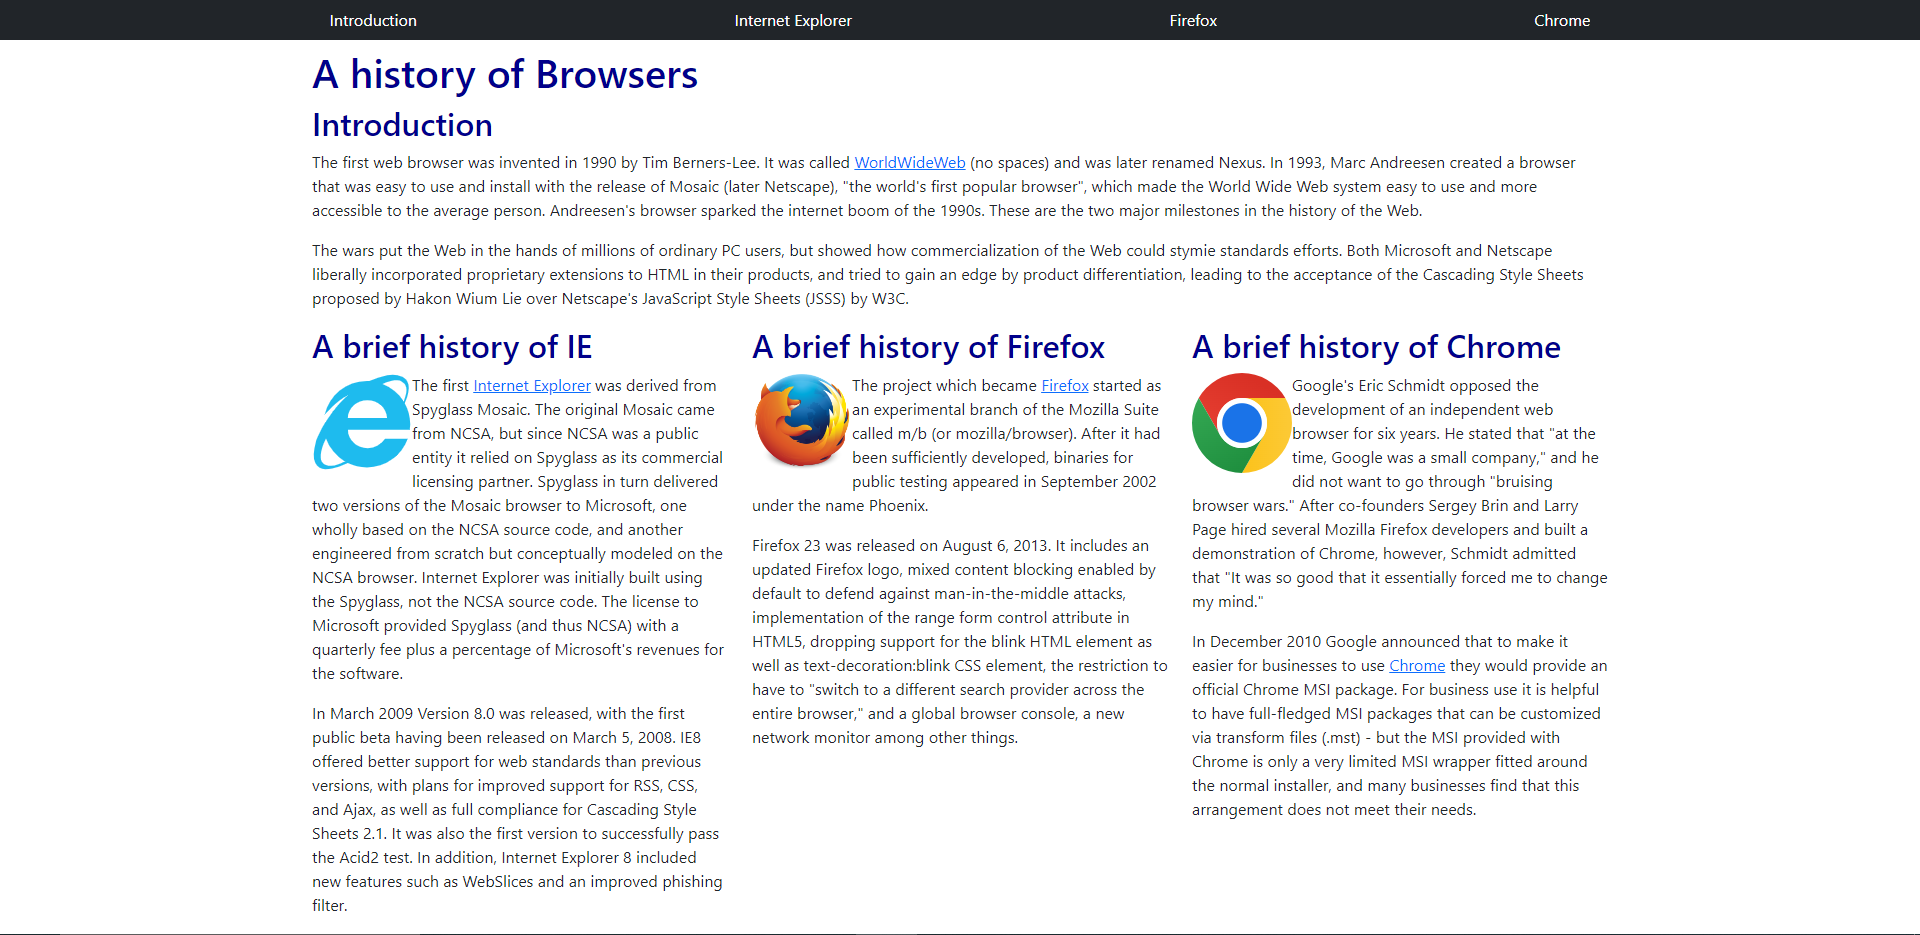 Introduction Internet Explorer Firefox Chrome
A history of Browsers
Introduction
The first web browser was invented in 1990 by Tim Berners-Lee. It was called WorldWideWeb (no spaces) and was later renamed Nexus. In 1993, Marc Andreesen created a browser
that was easy to use and install with the release of Mosaic (later Netscape), "the world's first popular browser", which made the World Wide Web system easy to use and more
accessible to the average person. Andreesen's browser sparked the internet boom of the 1990s. These are the two major milestones in the history of the Web.
The wars put the Web in the hands of millions of ordinary PC users, but showed how commercialization of the Web could stymie standards efforts. Both Microsoft and Netscape
liberally incorporated proprietary extensions to HTML in their products, and tried to gain an edge by product differentiation, leading to the acceptance of the Cascading Style Sheets
proposed by Hakon Wium Lie over Netscape's JavaScript Style Sheets (JSSS) by W3C.
A brief history of IE
The first Internet Explorer was derived from
Spyglass Mosaic. The original Mosaic came
from NCSA, but since NCSA was a public
entity it relied on Spyglass as its commercial
licensing partner. Spyglass in turn delivered
two versions of the Mosaic browser to Microsoft, one
wholly based on the NCSA source code, and another
engineered from scratch but conceptually modeled on the
NCSA browser. Internet Explorer was initially built using
the Spyglass, not the NCSA source code. The license to
Microsoft provided Spyglass (and thus NCSA) with a
quarterly fee plus a percentage of Microsoft's revenues for
the software.
In March 2009 Version 8.0 was released, with the first
public beta having been released on March 5, 2008. IE8
offered better support for web standards than previous
versions, with plans for improved support for RSS, CSS,
and Ajax, as well as full compliance for Cascading Style
Sheets 2.1. It was also the first version to successfully pass
the Acid2 test. In addition, Internet Explorer 8 included
new features such as WebSlices and an improved phishing
filter.
A brief history of Firefox
The project which became Firefox started as
an experimental branch of the Mozilla Suite
called m/b (or mozilla/browser). After it had
been sufficiently developed, binaries for
public testing appeared in September 2002
under the name Phoenix.
Firefox 23 was released on August 6, 2013. It includes an
updated Firefox logo, mixed content blocking enabled by
default to defend against man-in-the-middle attacks,
implementation of the range form control attribute in
HTML5, dropping support for the blink HTML element as
well as text-decoration:blink CSS element, the restriction to
have to "switch to a different search provider across the
entire browser," and a global browser console, a new
network monitor among other things.
A brief history of Chrome
Google's Eric Schmidt opposed the
development of an independent web
browser for six years. He stated that "at the
time, Google was a small company," and he
did not want to go through "bruising
browser wars." After co-founders Sergey Brin and Larry
Page hired several Mozilla Firefox developers and built a
demonstration of Chrome, however, Schmidt admitted
that "It was so good that it essentially forced me to change
my mind."
In December 2010 Google announced that to make it
easier for businesses to use Chrome they would provide an
official Chrome MSI package. For business use it is helpful
to have full-fledged MSI packages that can be customized
via transform files (.mst) - but the MSI provided with
Chrome is only a very limited MSI wrapper fitted around
the normal installer, and many businesses find that this
arrangement does not meet their needs.